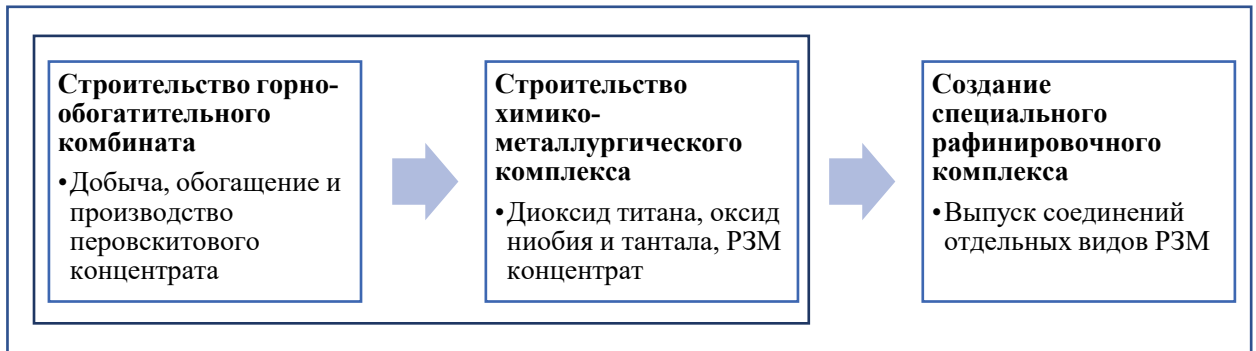 Строительство горно-
обогатительного
комбината
•Добыча, обогащение и
производство
перовскитового
концентрата
Строительство
химико-
металлургического
комплекса
•Диоксид титана, оксид
ниобия и тантала, РЗМ
концентрат
Создание
специального
рафинировочного
комплекса
•Выпуск соединений
отдельных видов РЗМ